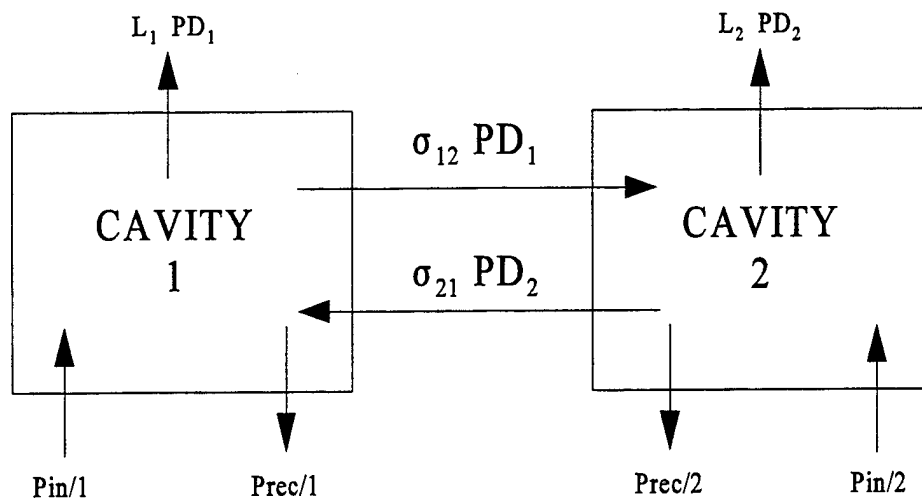 L₁ PD₁
L₂ PD₂
σ₁₂ PD₁
CAVITY
1
CAVITY
2
σ₂₁ PD₂
Pin/1
Prec/1
Prec/2
Pin/2